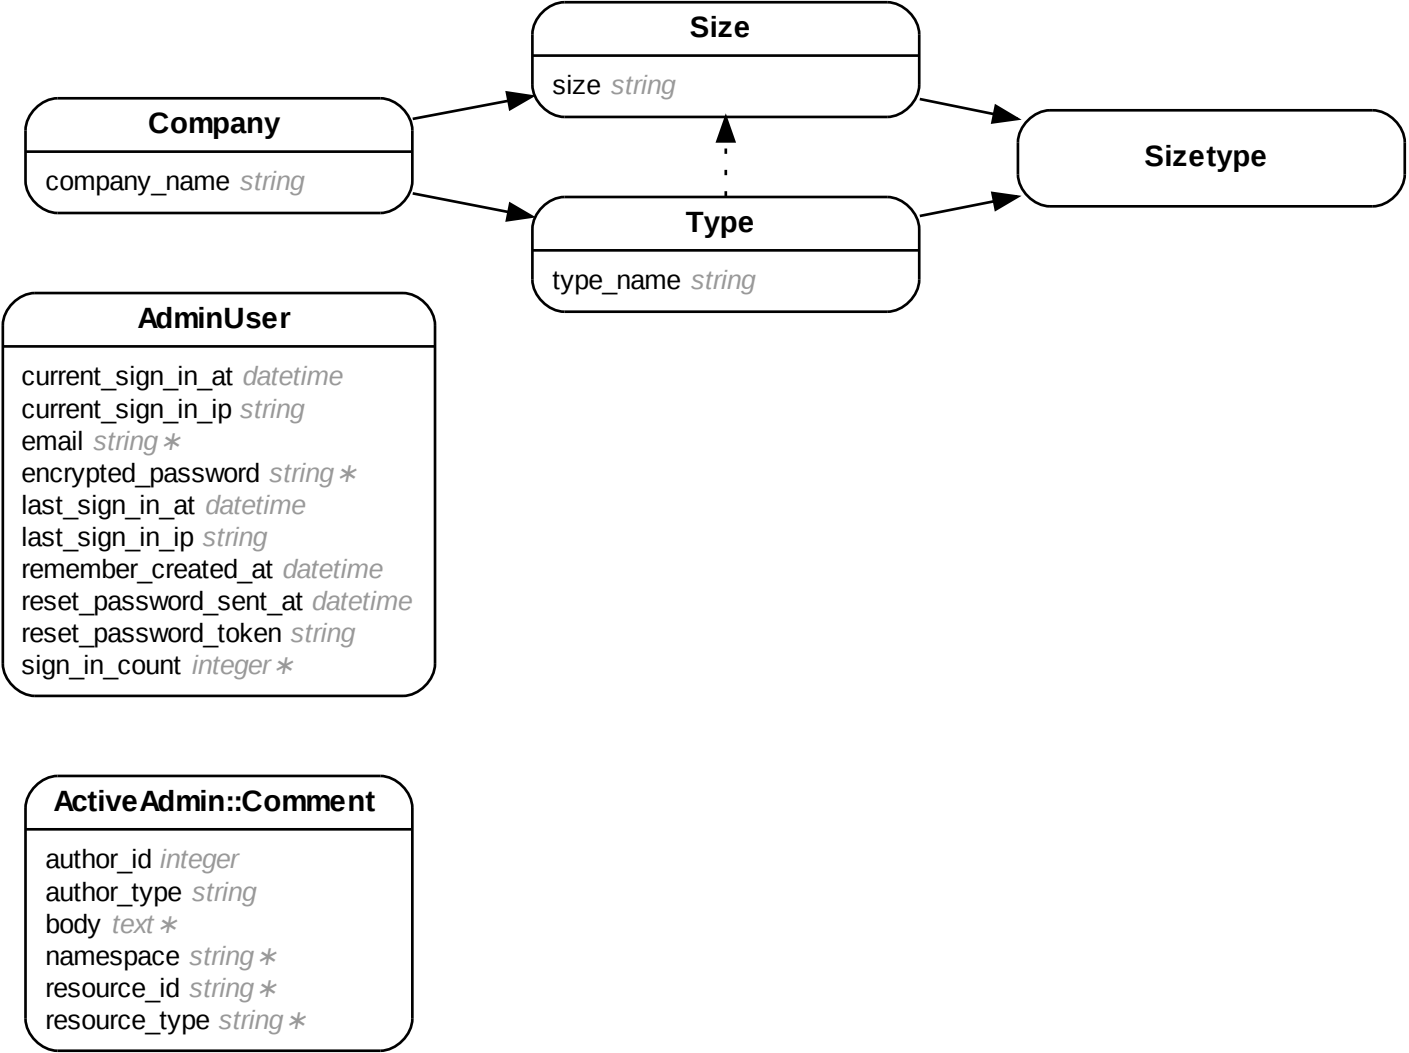 Size
size string
Company
company_name string
Sizetype
Type
type_name string
AdminUser
current_sign_in_at datetime
current_sign_in_ip string
email string∗
encrypted_password string∗
last_sign_in_at datetime
last_sign_in_ip string
remember_created_at datetime
reset_password_sent_at datetime
reset_password_token string
sign_in_count integer∗
ActiveAdmin::Comment
author_id integer
author_type string
body text∗
namespace string∗
resource_id string∗
resource_type string∗